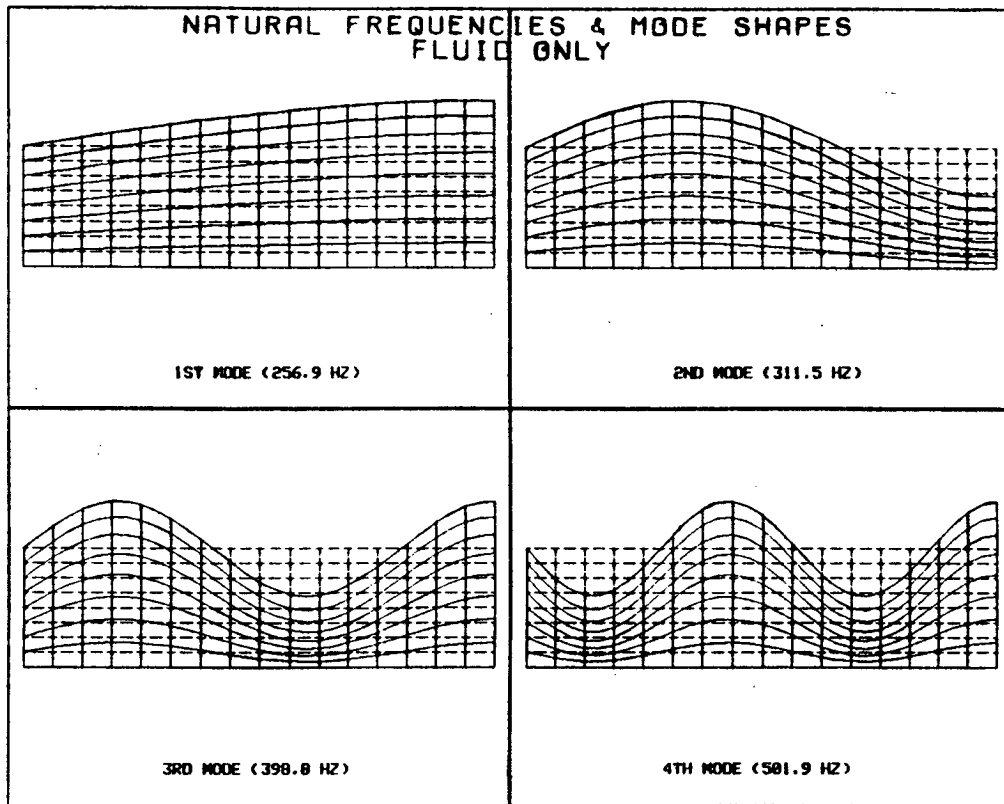 NATURAL FREQUENCIES & MODE SHAPES
FLUID ONLY
1ST MODE (256.9 HZ)
2ND MODE (311.5 HZ)
3RD MODE (398.8 HZ)
4TH MODE (501.9 HZ)